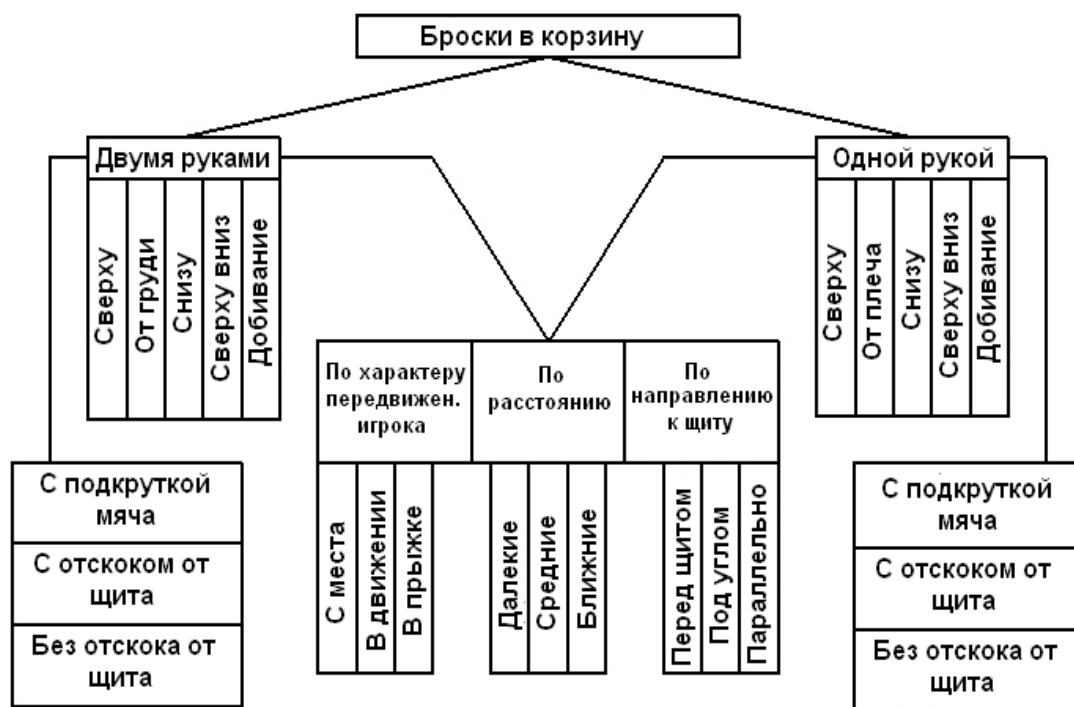 Броски в корзину
Двумя руками
Сверху
От груди
Снизу
Сверху вниз
Добивание
Одной рукой
Сверху
От плеча
Снизу
Сверху вниз
Добивание
По характеру
передвижен.
игрока
По
расстоянию
По
направлению
к щиту
С места
В движении
В прыжке
Далекие
Средние
Ближние
Перед щитом
Под углом
Параллельно
С подкруткой
мяча
С отскоком от
щита
Без отскока от
щита
С подкруткой
мяча
С отскоком от
щита
Без отскока от
щита